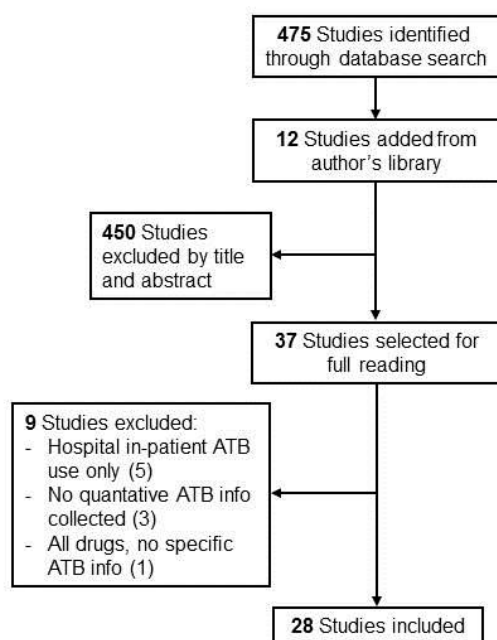 475 Studies identified
through database search
12 Studies added from
author's library
450 Studies
excluded by title
and abstract
37 Studies selected for
full reading
9 Studies excluded:
- Hospital in-patient ATB
use only (5)
- No quantative ATB info
collected (3)
- All drugs, no specific
ATB info (1)
28 Studies included